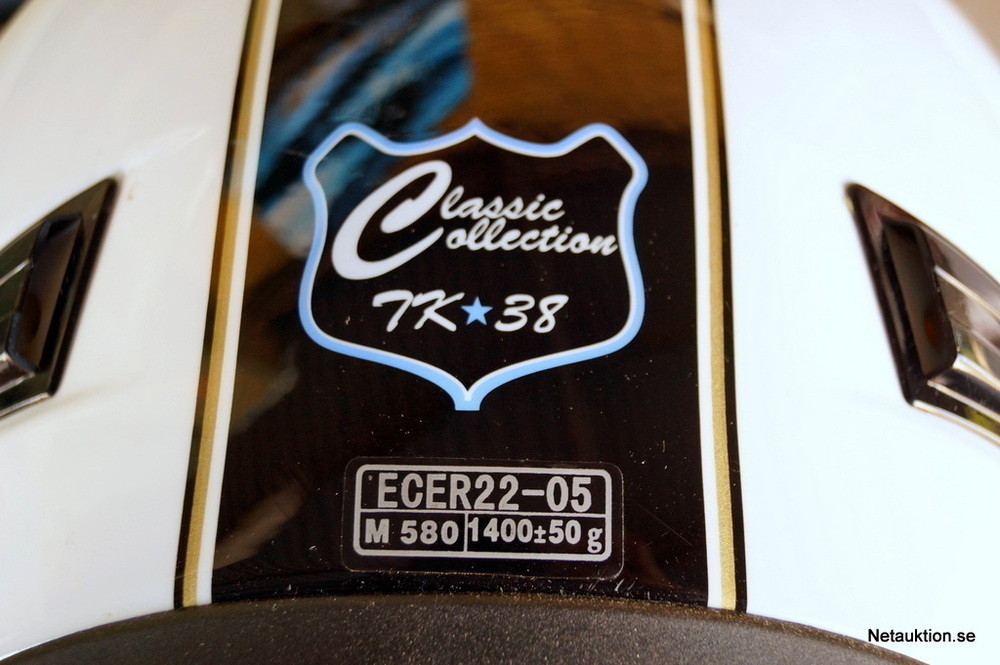 Classic
Collection
TK★38
ECER22-05
M 580 1400±50 g
Netauktion.se